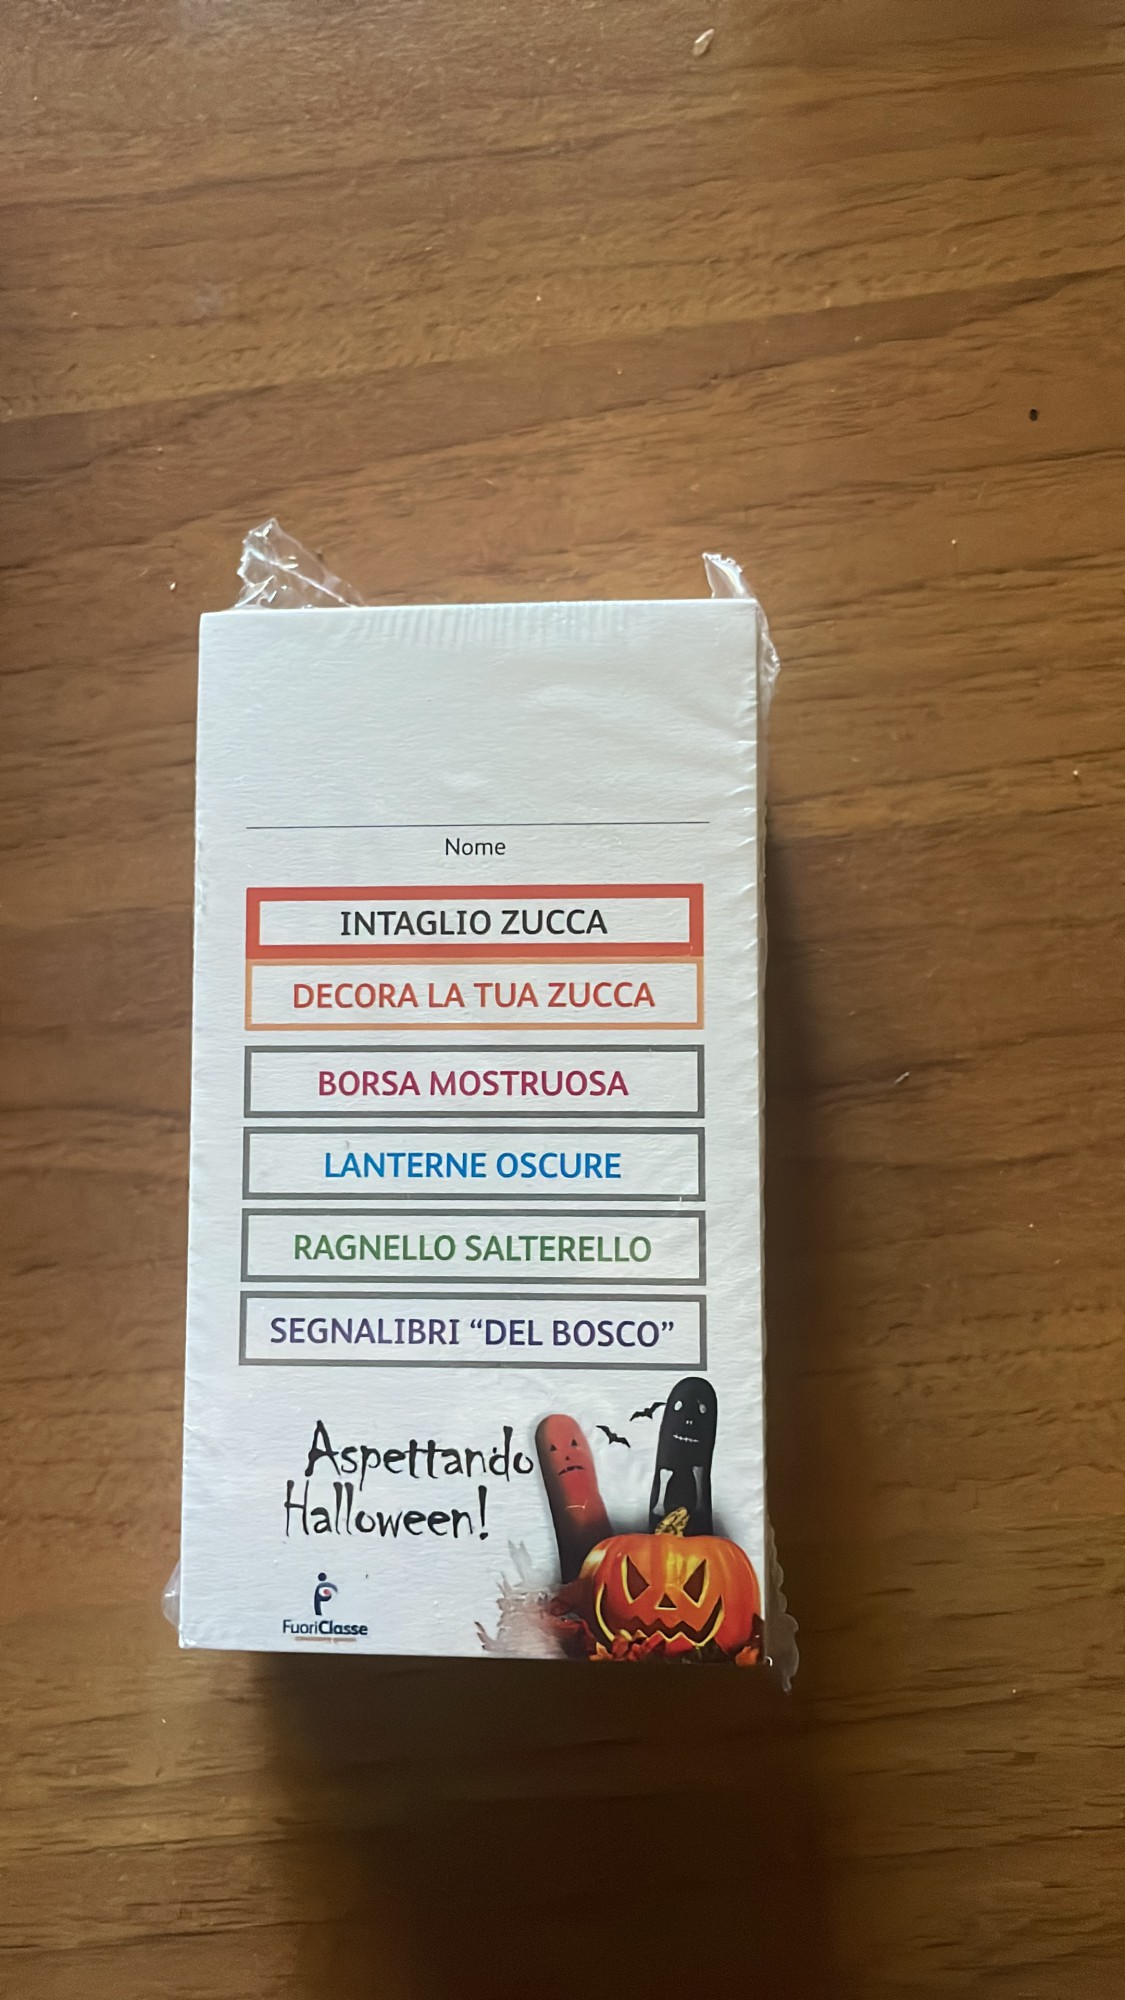 Nome
INTAGLIO ZUCCA
DECORA LA TUA ZUCCA
BORSA MOSTRUOSA
LANTERNE OSCURE
RAGNELLO SALTERELLO
SEGNALIBRI “DEL BOSCO”
Aspettando
Halloween!
FuoriClasse